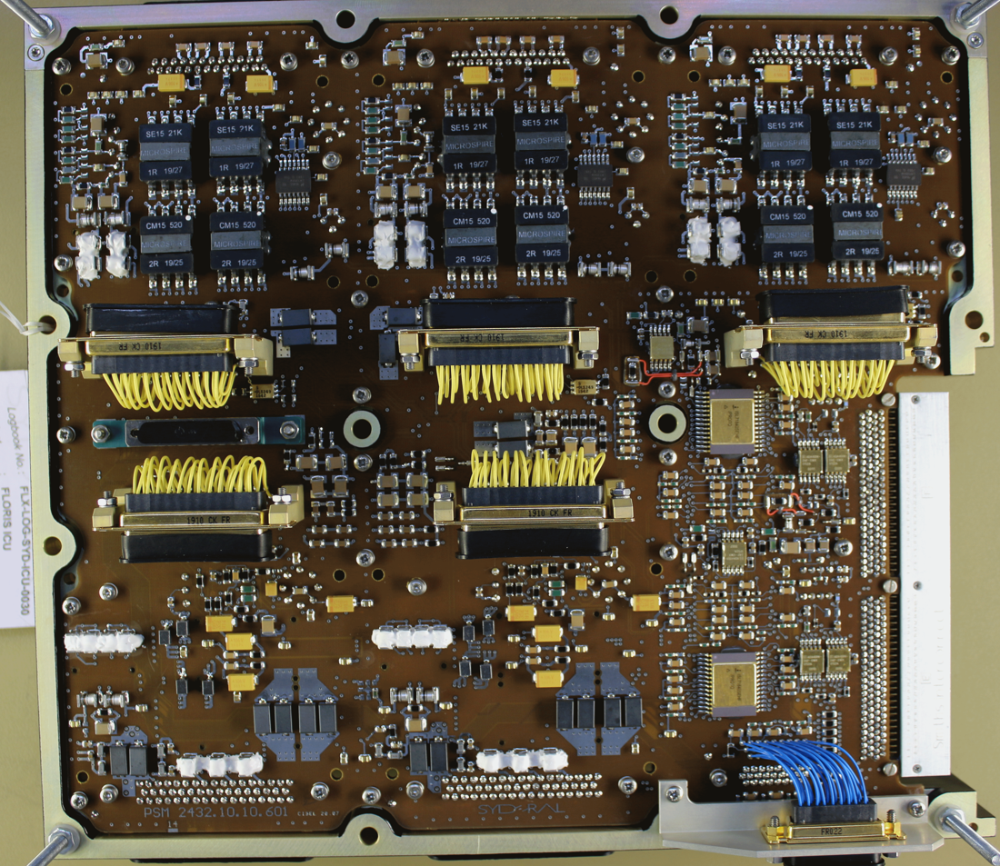 SE15 21K
MICROSPIRE
1R 19/27
SE15 21K
MICROSPIRE
1R 19/27
SE15 21K
MICROSPIRE
1R 19/27
SE15 21K
MICROSPIRE
1R 19/27
SE15 21K
MICROSPIRE
1R 19/27
SE15 21K
MICROSPIRE
1R 19/27
CM15 520
MICROSPIRE
2R 19/25
CM15 520
MICROSPIRE
2R 19/25
CM15 520
MICROSPIRE
2R 19/25
CM15 520
MICROSPIRE
2R 19/25
CM15 520
MICROSPIRE
2R 19/25
CM15 520
MICROSPIRE
2R 19/25
1910 CK FR
1910 CK FR
1910 CK FR
Logbook No.: FLX-LOG-SYD-ICU-0030
FLORIS ICU
1910 CK FR
1910 CK FR
PSM 2432.10.10.601
14
SYDERAL
FR022